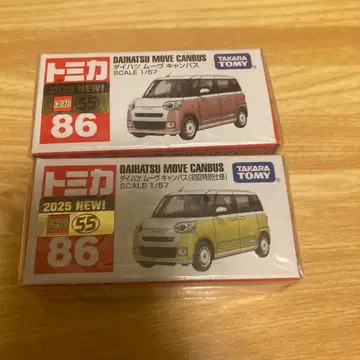 トミカ
DAIHATSU MOVE CANBUS
ダイハツ ムーヴ キャンバス
SCALE 1/57
TAKARA TOMY
2025 NEW!
55
86
トミカ
DAIHATSU MOVE CANBUS
ダイハツ ムーヴ キャンバス(初回特別仕様)
SCALE 1/57
TAKARA TOMY
2025 NEW!
55
86